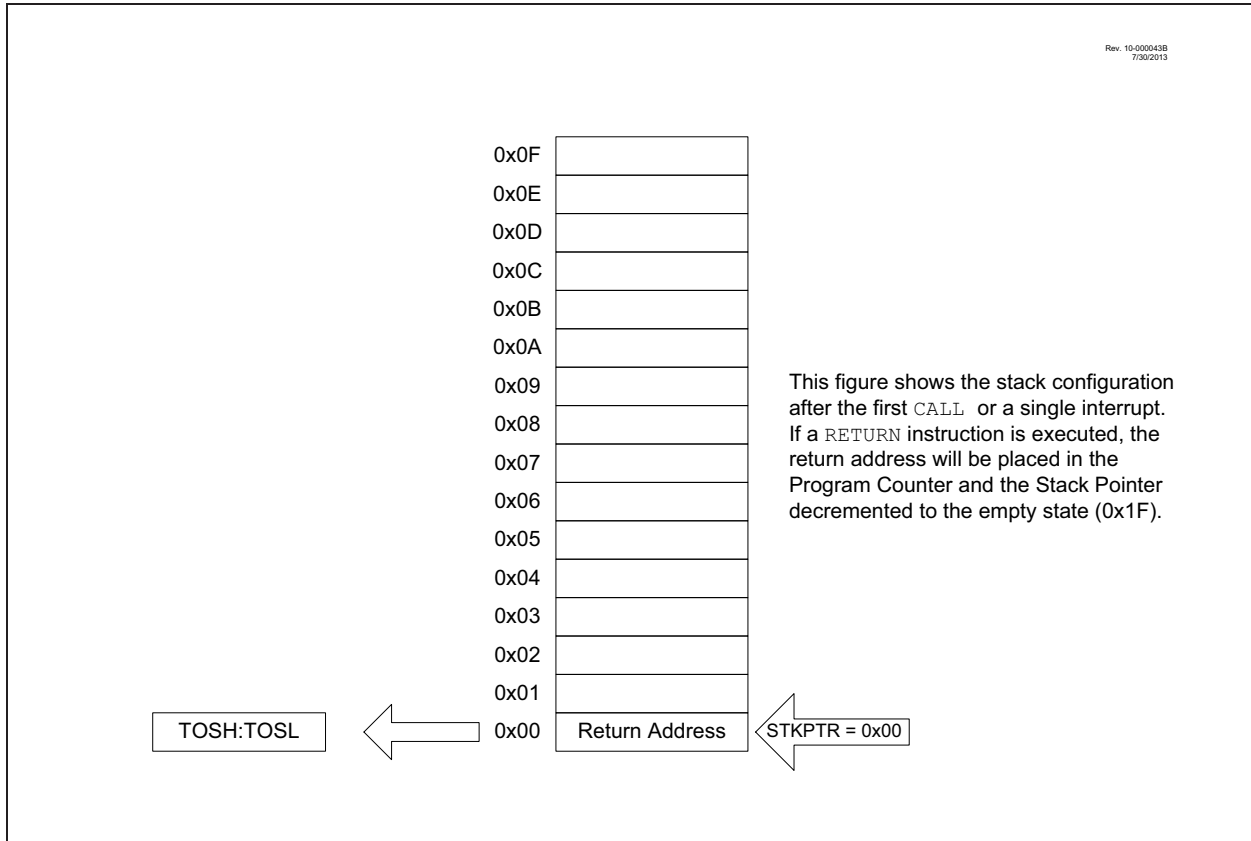 Rev. 10-000043B
7/30/2013
0x0F
0x0E
0x0D
0x0C
0x0B
0x0A
0x09
0x08
0x07
0x06
0x05
0x04
0x03
0x02
0x01
This figure shows the stack configuration
after the first CALL or a single interrupt.
If a RETURN instruction is executed, the
return address will be placed in the
Program Counter and the Stack Pointer
decremented to the empty state (0x1F).
TOSH:TOSL
0x00
Return Address
STKPTR = 0x00